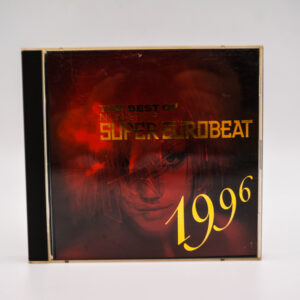 THE BEST OF
SUPER EUROBEAT
1996